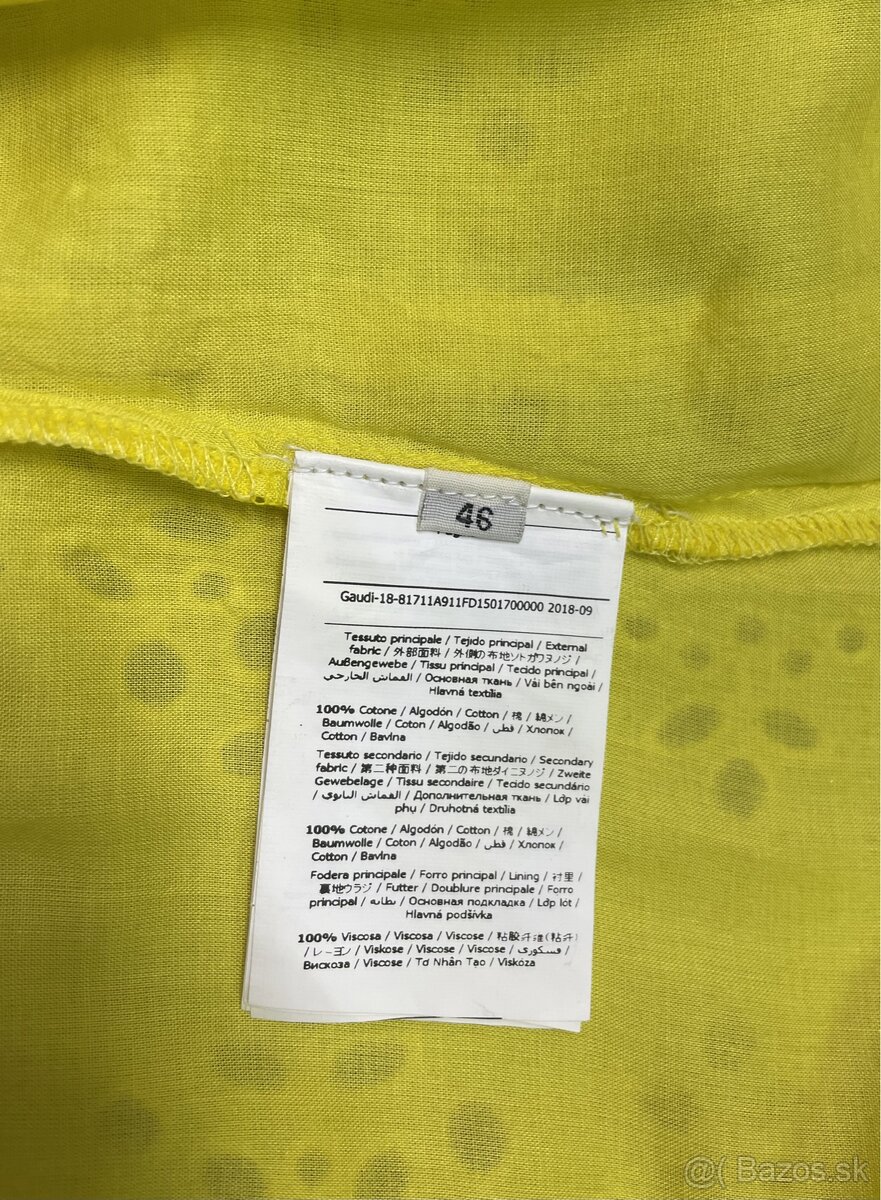 46
Gaudi-18-81711A911FD1501700000 2018-09
Tessuto principale / Tejido principal / External
fabric / 外部面料 / 外側の布地ソトガワヌノジ /
Außengewebe / Tissu principal / Tecido principal /
القماش الخارجي / Основная ткань / Vải bên ngoài /
Hlavná textília
100% Cotone / Algodón / Cotton / 棉 / 綿メン /
Baumwolle / Coton / Algodão / قطن / Хлопок /
Cotton / Bavlna
Tessuto secondario / Tejido secundario / Secondary
fabric / 第二种面料 / 第二の布地ダイニヌノジ / Zweite
Gewebelage / Tissu secondaire / Tecido secundário
/ القماش الثانوي / Дополнительная ткань / Lớp vải
phụ / Druhotná textília
100% Cotone / Algodón / Cotton / 棉 / 綿メン /
Baumwolle / Coton / Algodão / قطن / Хлопок /
Cotton / Bavlna
Fodera principale / Forro principal / Lining / 衬里 /
裏地ウラジ / Futter / Doublure principale / Forro
principal / بطانه / Основная подкладка / Lớp lót /
Hlavná podšívka
100% Viscosa / Viscosa / Viscose / 粘胶纤维(粘纤)
/ レーヨン / Viskose / Viscose / Viscose / فسكوزي /
Вискоза / Viscose / Tơ Nhân Tạo / Viskóza
@( Bazos.sk